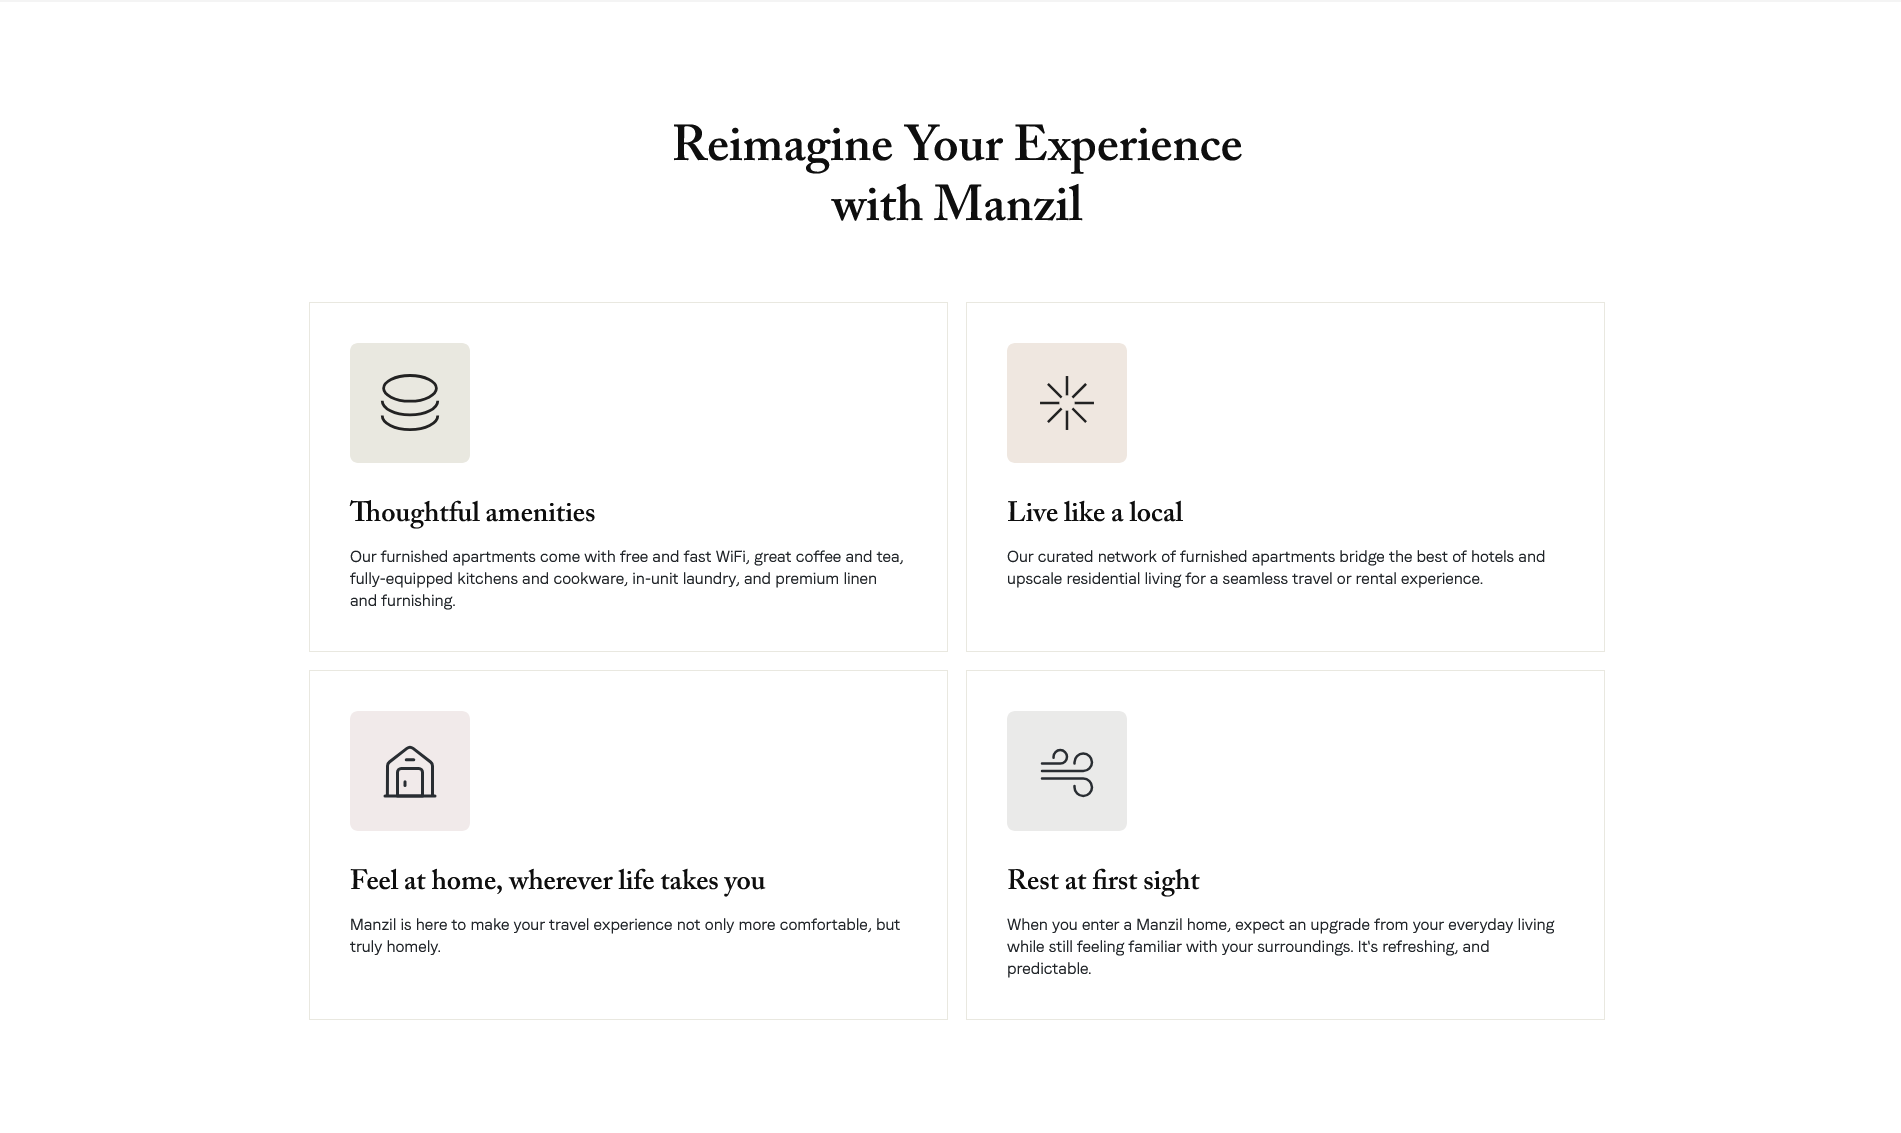 Reimagine Your Experience
with Manzil
Thoughtful amenities
Our furnished apartments come with free and fast WiFi, great coffee and tea,
fully-equipped kitchens and cookware, in-unit laundry, and premium linen
and furnishing.
Live like a local
Our curated network of furnished apartments bridge the best of hotels and
upscale residential living for a seamless travel or rental experience.
Feel at home, wherever life takes you
Manzil is here to make your travel experience not only more comfortable, but
truly homely.
Rest at first sight
When you enter a Manzil home, expect an upgrade from your everyday living
while still feeling familiar with your surroundings. It's refreshing, and
predictable.